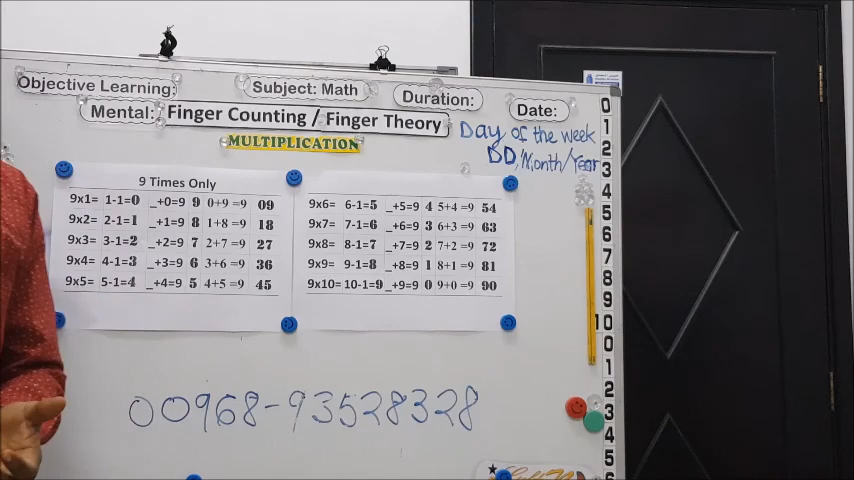 Objective Learning:
Subject: Math
Duration:
Date:
Mental:
Finger Counting / Finger Theory
MULTIPLICATION
Day of the week
DD, Month/Year
9 Times Only
9x1= 1-1=0 _+0=9 9 0+9 =9 09
9x2= 2-1=1 _+1=9 8 1+8 =9 18
9x3= 3-1=2 _+2=9 7 2+7 =9 27
9x4= 4-1=3 _+3=9 6 3+6 =9 36
9x5= 5-1=4 _+4=9 5 4+5 =9 45
9x6= 6-1=5 _+5=9 4 5+4 =9 54
9x7= 7-1=6 _+6=9 3 6+3 =9 63
9x8= 8-1=7 _+7=9 2 7+2 =9 72
9x9= 9-1=8 _+8=9 1 8+1 =9 81
9x10= 10-1=9 _+9=9 0 9+0 =9 90
00968-93528328
0
1
2
3
4
5
6
7
8
9
10
0
1
2
3
4
5
6